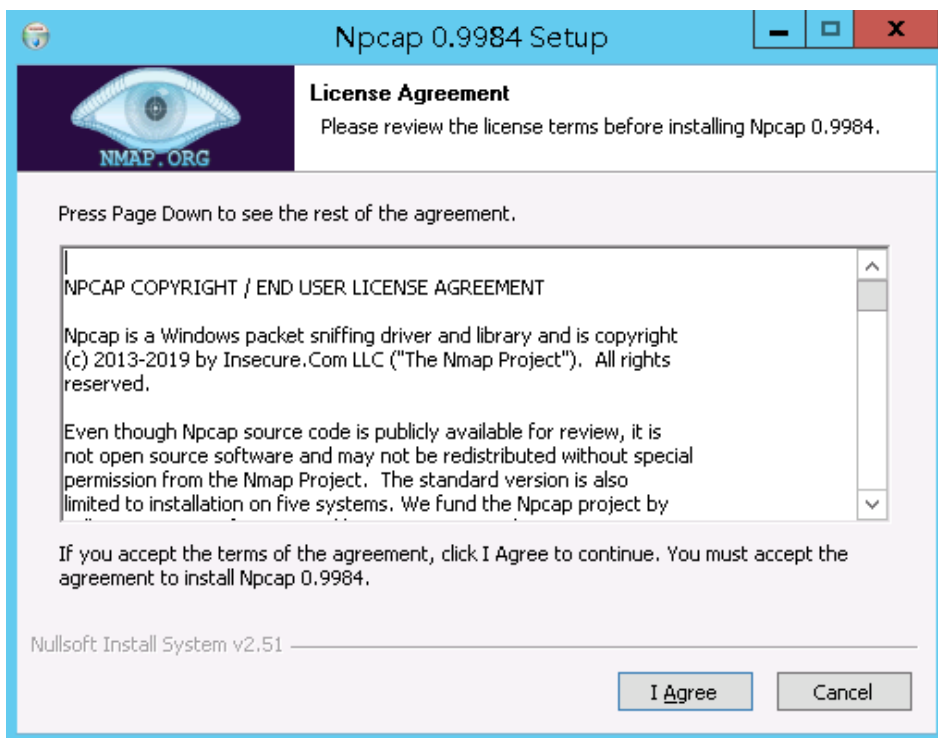 Npcap 0.9984 Setup
NMAP.ORG
License Agreement
Please review the license terms before installing Npcap 0.9984.
Press Page Down to see the rest of the agreement.
NPCAP COPYRIGHT / END USER LICENSE AGREEMENT
Npcap is a Windows packet sniffing driver and library and is copyright
(c) 2013-2019 by Insecure.Com LLC ("The Nmap Project").  All rights
reserved.
Even though Npcap source code is publicly available for review, it is
not open source software and may not be redistributed without special
permission from the Nmap Project.  The standard version is also
limited to installation on five systems. We fund the Npcap project by
If you accept the terms of the agreement, click I Agree to continue. You must accept the
agreement to install Npcap 0.9984.
Nullsoft Install System v2.51
I Agree
Cancel